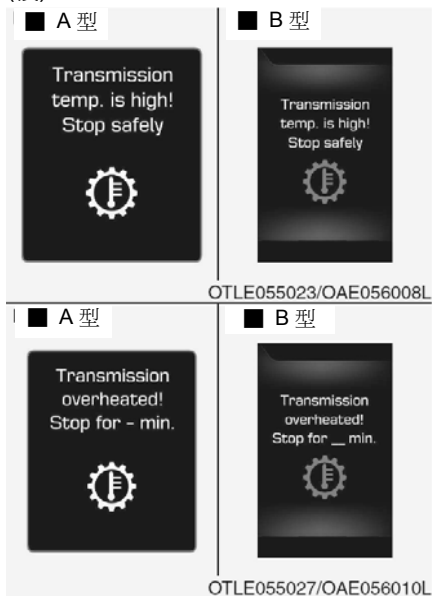 ■ A 型
■ B 型
Transmission
temp. is high!
Stop safely
Transmission
temp. is high!
Stop safely
OTLE055023/OAE056008L
■ A 型
■ B 型
Transmission
overheated!
Stop for - min.
Transmission
overheated!
Stop for __ min.
OTLE055027/OAE056010L